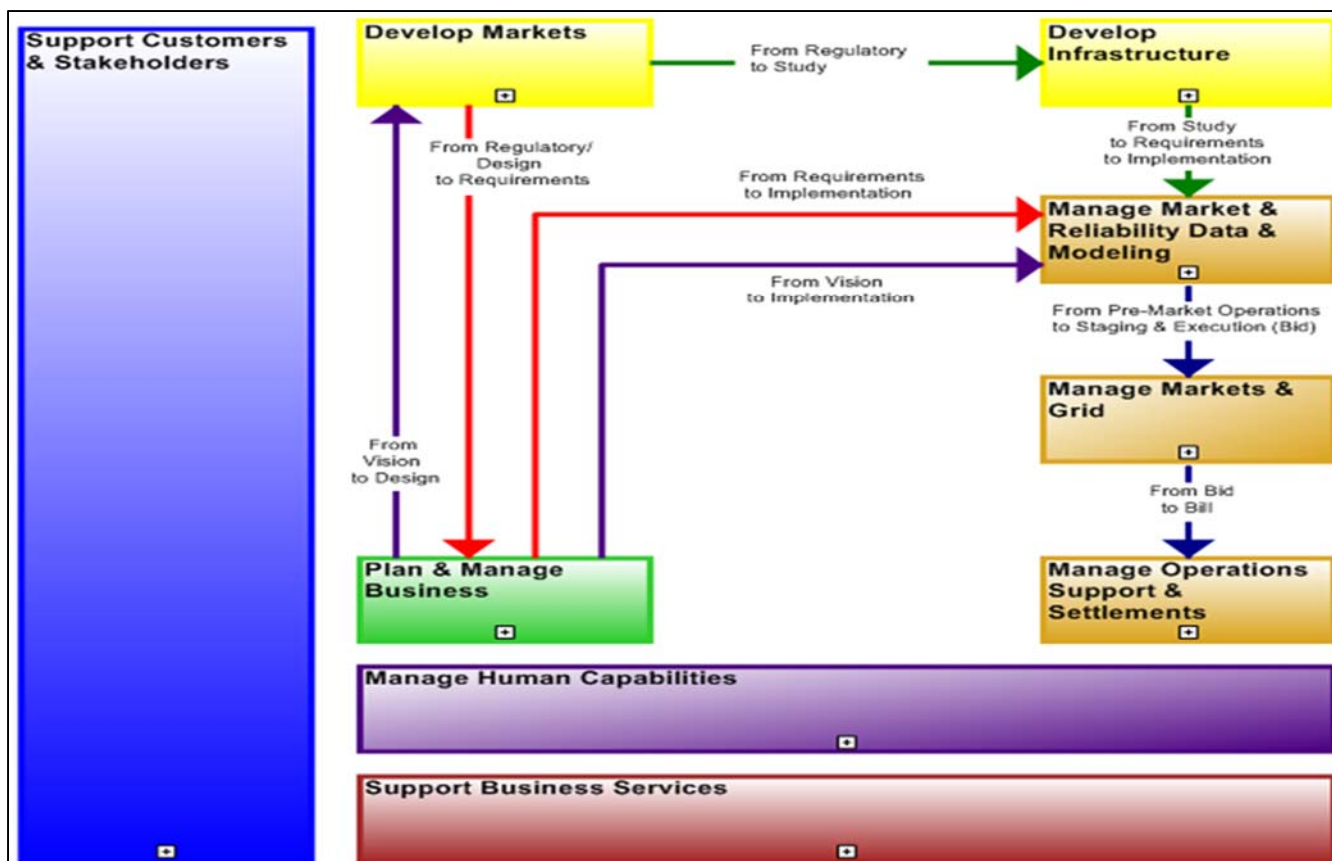 Support Customers
& Stakeholders
Develop Markets
From Regulatory
to Study
Develop
Infrastructure
From Regulatory/
Design
to Requirements
From Study
to Requirements
to Implementation
From Requirements
to Implementation
Manage Market &
Reliability Data &
Modeling
From Vision
to Implementation
From Pre-Market Operations
to Staging & Execution (Bid)
Manage Markets &
Grid
From
Vision
to Design
From Bid
to Bill
Plan & Manage
Business
Manage Operations
Support &
Settlements
Manage Human Capabilities
Support Business Services